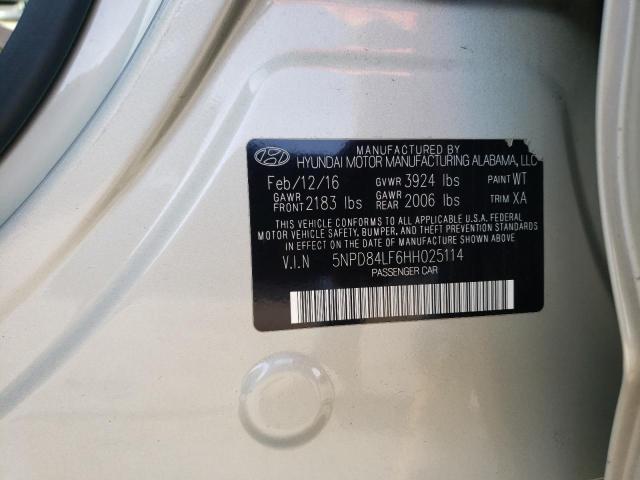 MANUFACTURED BY
HYUNDAI MOTOR MANUFACTURING ALABAMA, LLC
Feb/12/16 GVWR 3924 lbs PAINT WT
GAWR FRONT 2183 lbs GAWR REAR 2006 lbs TRIM XA
THIS VEHICLE CONFORMS TO ALL APPLICABLE U.S.A. FEDERAL
MOTOR VEHICLE SAFETY, BUMPER, AND THEFT PREVENTION STANDARDS
IN EFFECT ON THE DATE OF MANUFACTURE SHOWN ABOVE.
V.I.N 5NPD84LF6HH025114
PASSENGER CAR